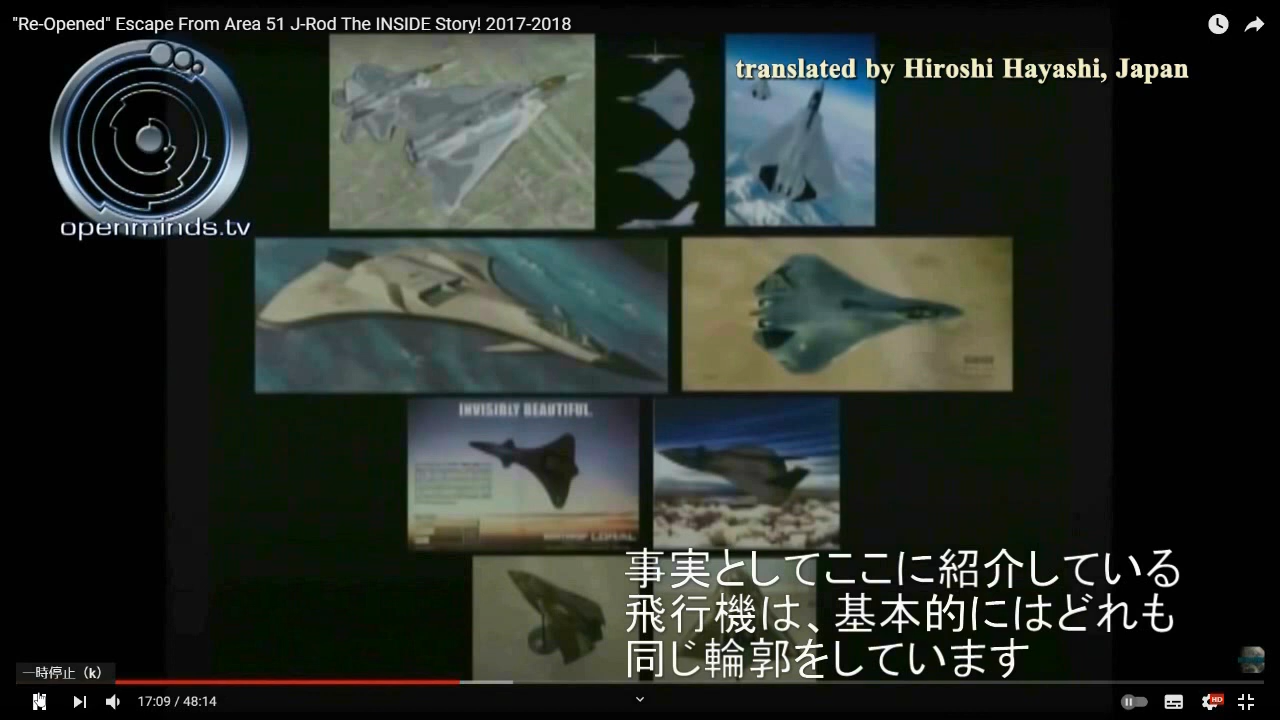 "Re-Opened" Escape From Area 51 J-Rod The INSIDE Story! 2017-2018
translated by Hiroshi Hayashi, Japan
openminds.tv
INVISIBLY BEAUTIFUL.
事実としてここに紹介している
飛行機は、基本的にはどれも
同じ輪郭をしています
一時停止（k）
17:09 / 48:14
HD